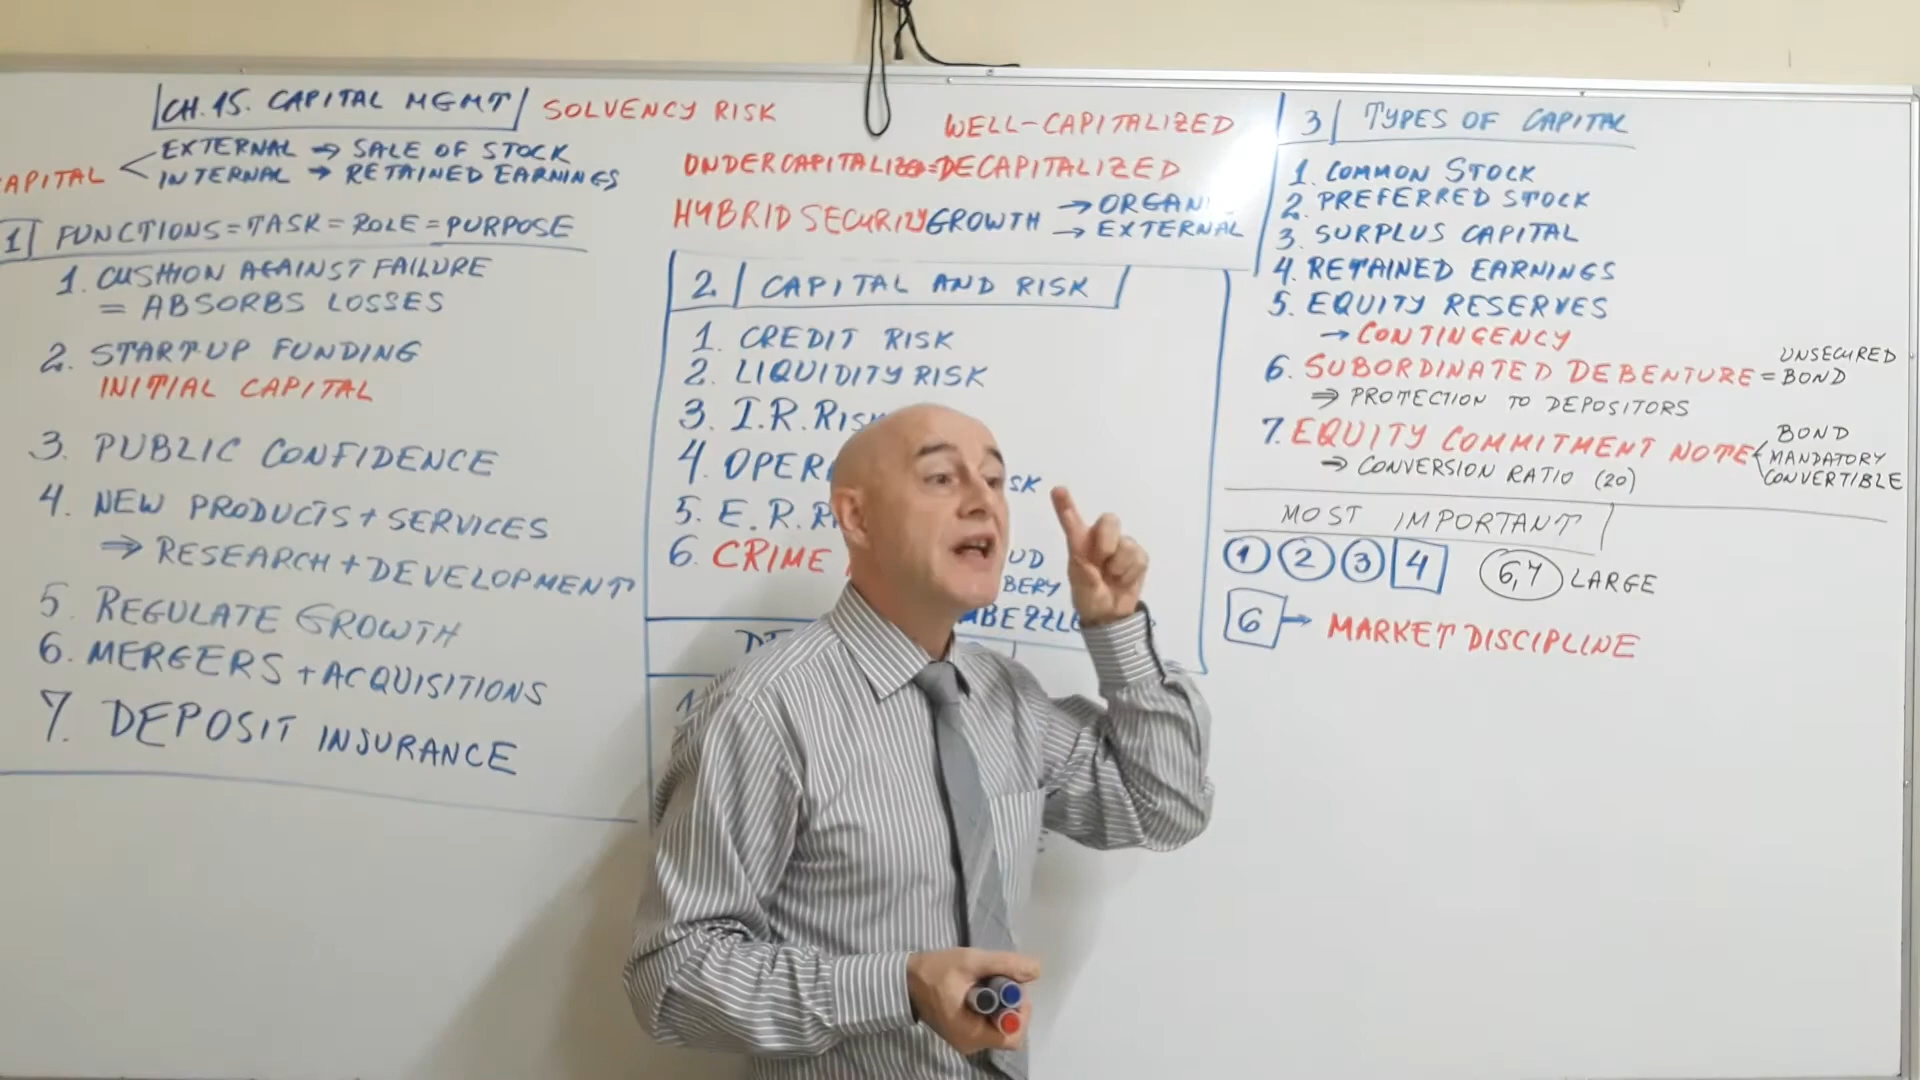 CH. 15. CAPITAL MGMT SOLVENCY RISK
EXTERNAL → SALE OF STOCK
INTERNAL → RETAINED EARNINGS
1 FUNCTIONS = TASK = ROLE = PURPOSE
1. CUSHION AGAINST FAILURE
= ABSORBS LOSSES
2. START-UP FUNDING
INITIAL CAPITAL
3. PUBLIC CONFIDENCE
4. NEW PRODUCTS + SERVICES
⇒ RESEARCH + DEVELOPMENT
5. REGULATE GROWTH
6. MERGERS + ACQUISITIONS
7. DEPOSIT INSURANCE
WELL-CAPITALIZED
DECAPITALIZED
HYBRID SECURITY GROWTH → ORGANI
→ EXTERNAL
2. CAPITAL AND RISK
1. CREDIT RISK
2. LIQUIDITY RISK
3. I.R. RIS
4. OPER SK
5. E.R. R
6. CRIME UD
BERY
BEZZLE
3 TYPES OF CAPITAL
1. COMMON STOCK
2. PREFERRED STOCK
3. SURPLUS CAPITAL
4. RETAINED EARNINGS
5. EQUITY RESERVES
→ CONTINGENCY
6. SUBORDINATED DEBENTURE = UNSECURED BOND
⇒ PROTECTION TO DEPOSITORS
7. EQUITY COMMITMENT NOTE BOND
MANDATORY
CONVERTIBLE
⇒ CONVERSION RATIO (20)
MOST IMPORTANT
1 2 3 4 6,7 LARGE
6 → MARKET DISCIPLINE